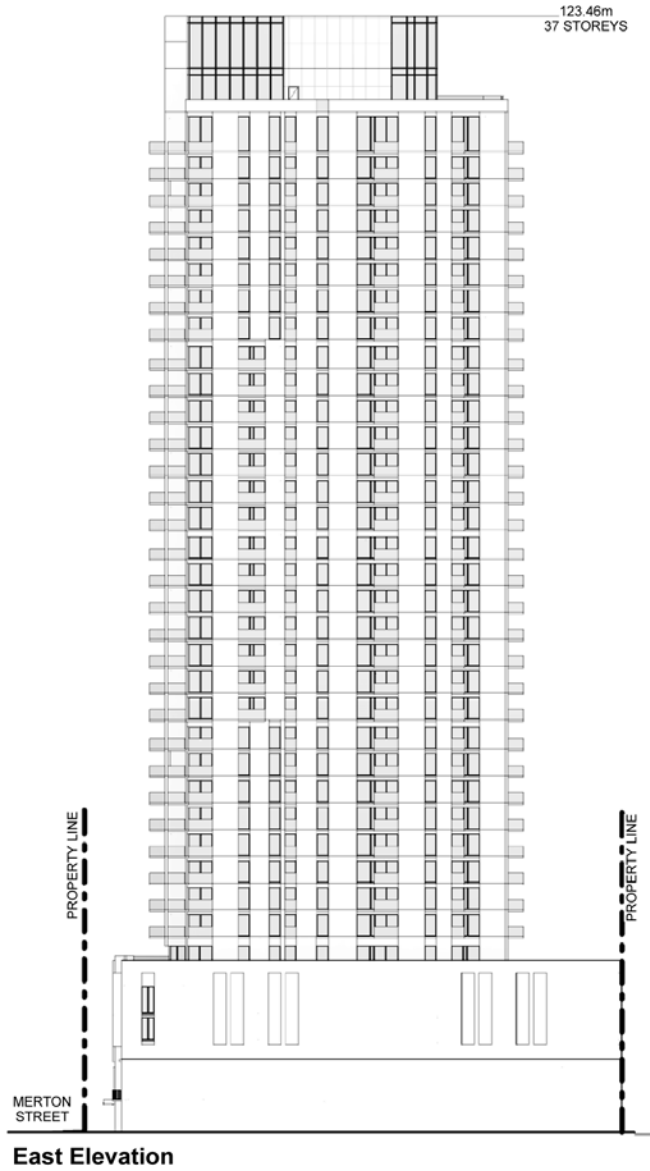 123.46m
37 STOREYS
PROPERTY LINE
PROPERTY LINE
MERTON
STREET
East Elevation